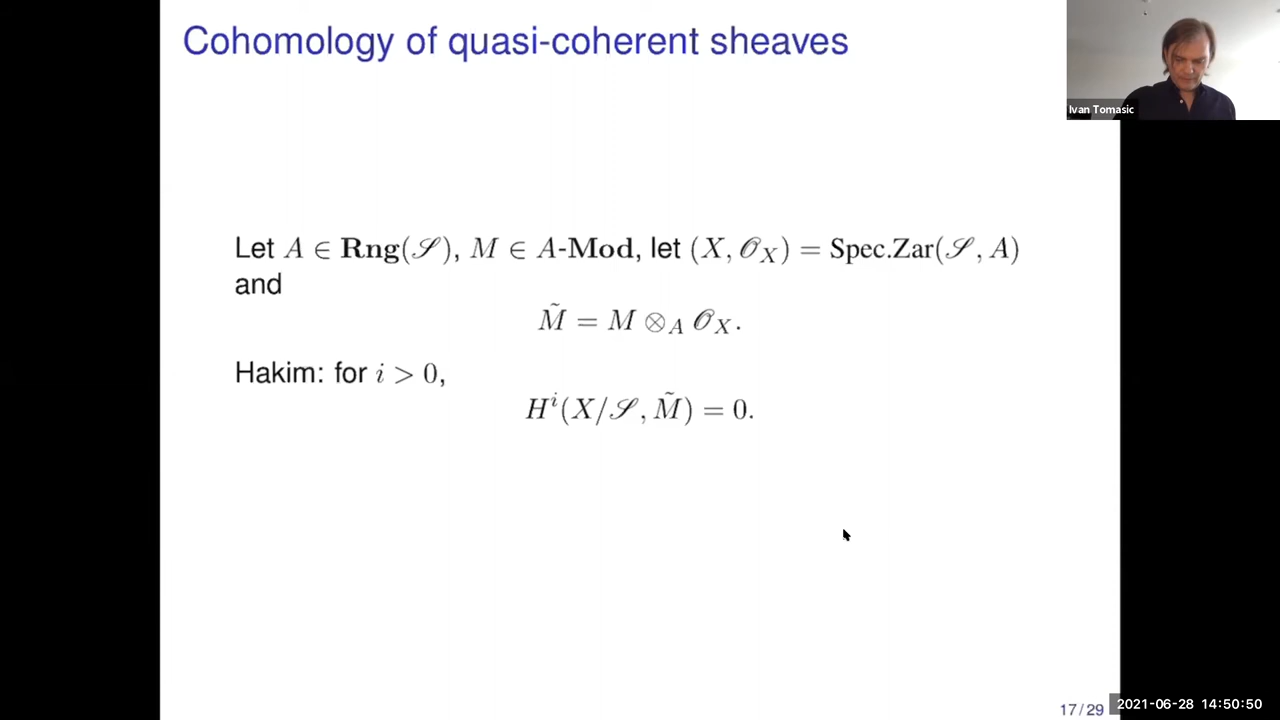 Cohomology of quasi-coherent sheaves
Ivan Tomasic
Let A ∈ Rng(𝒮), M ∈ A-Mod, let (X, 𝒪_X) = Spec.Zar(𝒮, A)
and
M̃ = M ⊗_A 𝒪_X.
Hakim: for i > 0,
H^i(X/𝒮, M̃) = 0.
17/29
2021-06-28 14:50:50